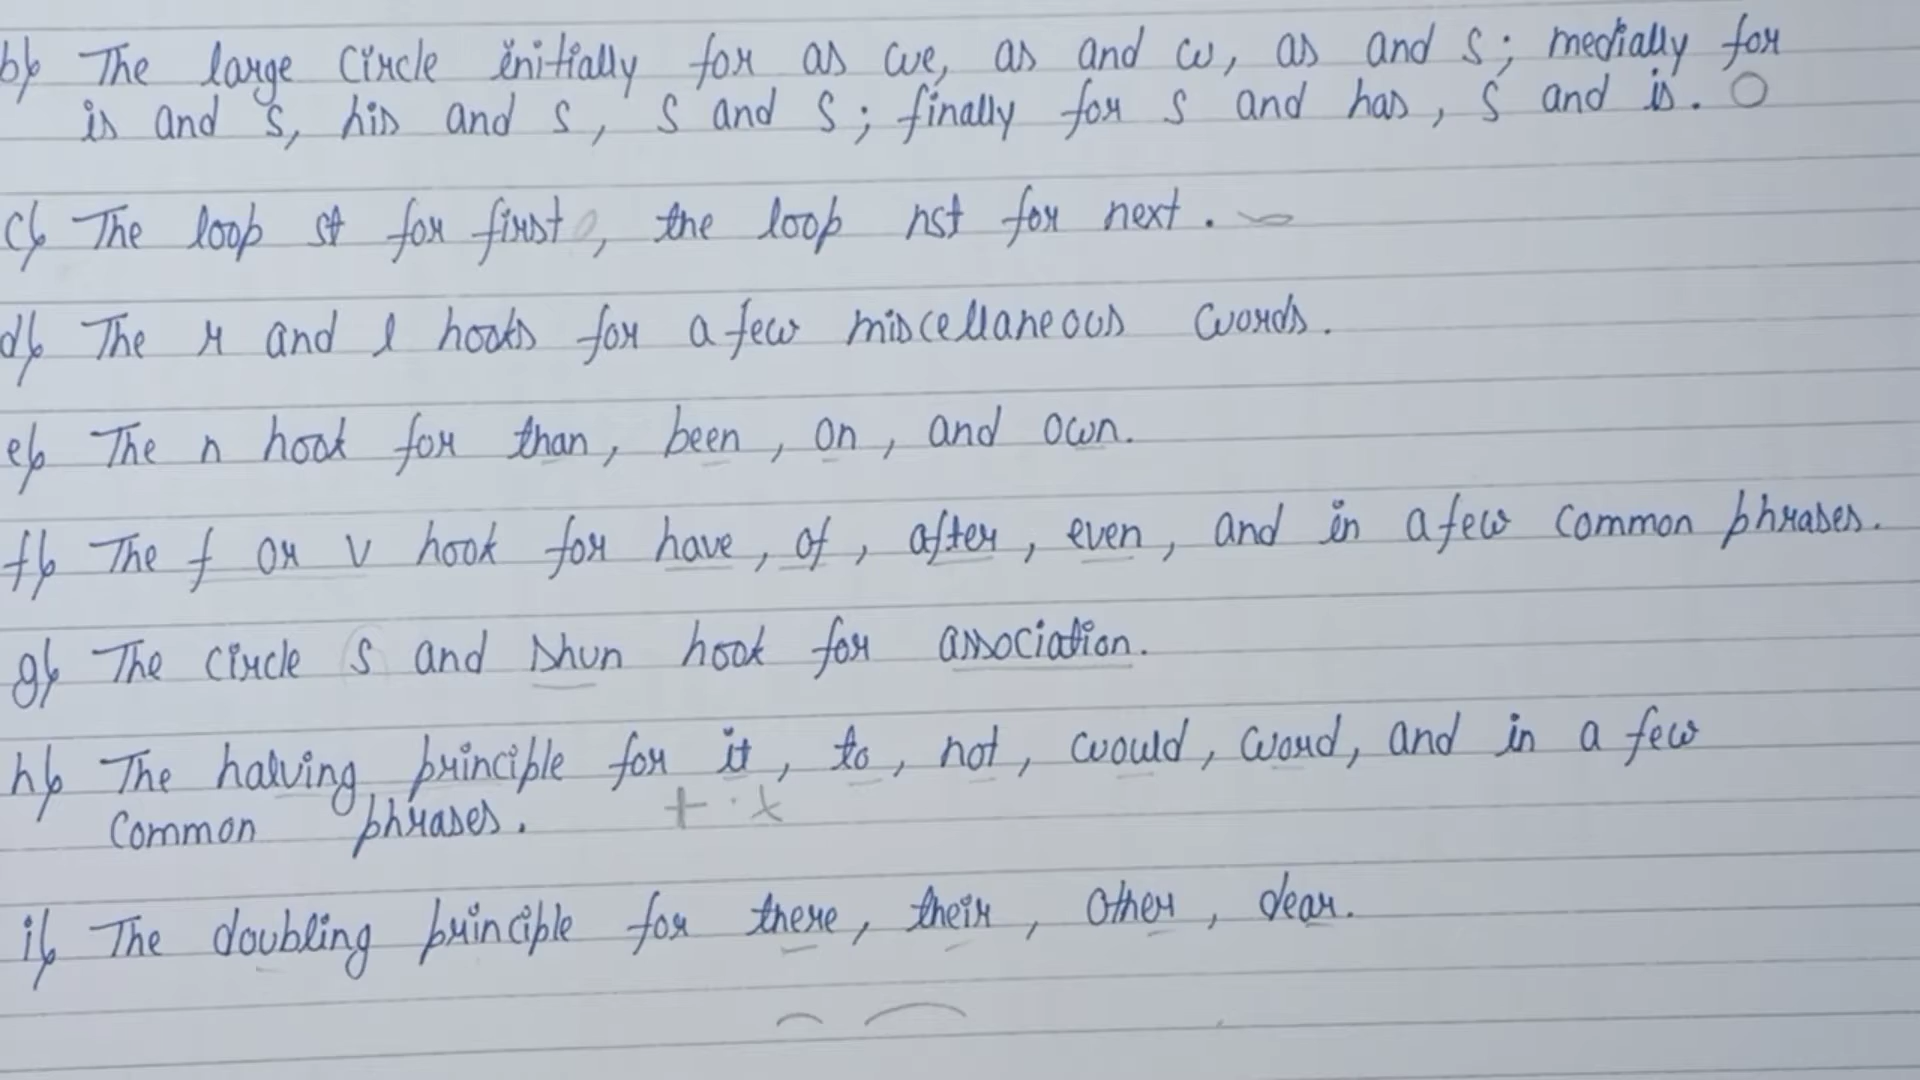 b) The large circle initially for as we, as and w, as and s; medially for
is and s, his and s, s and s; finally for s and has, s and is.
c) The loop st for first, the loop nst for next.
d) The r and l hooks for a few miscellaneous words.
e) The n hook for than, been, on, and own.
f) The f or v hook for have, of, after, even, and in a few common phrases.
g) The circle s and shun hook for association.
h) The halving principle for it, to, not, would, word, and in a few
common phrases.
i) The doubling principle for there, their, other, dear.